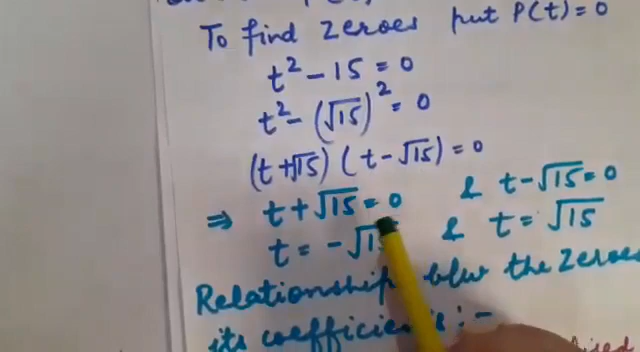 To find zeroes put P(t) = 0
t² - 15 = 0
t² - (√15)² = 0
(t + √15) (t - √15) = 0
⇒ t + √15 = 0 & t - √15 = 0
t = - & t = √15
Relationship b/w the zeroes
its coefficients :-